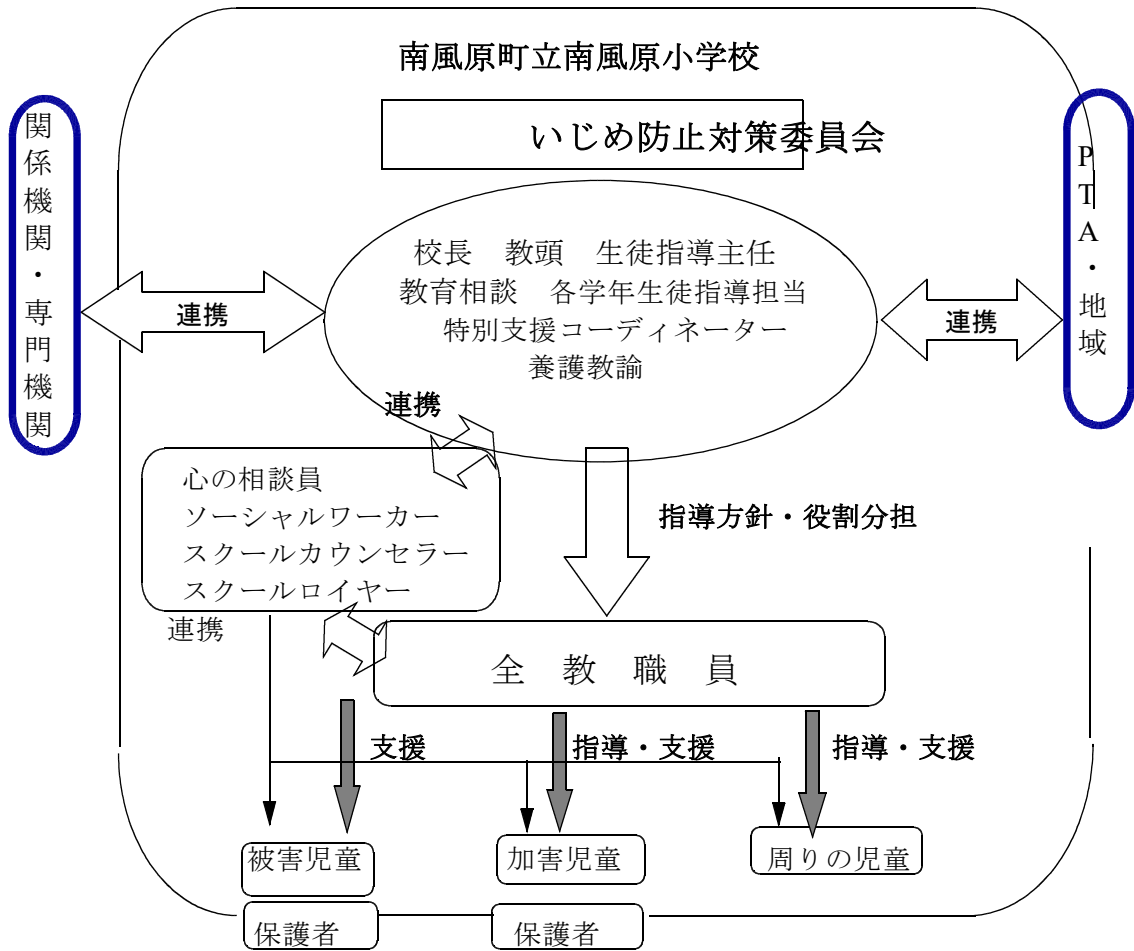 南風原町立南風原小学校
いじめ防止対策委員会
関係機関・専門機関
PTA・地域
校長 教頭 生徒指導主任
教育相談 各学年生徒指導担当
特別支援コーディネーター
養護教諭
連携
連携
連携
心の相談員
ソーシャルワーカー
スクールカウンセラー
スクールロイヤー
指導方針・役割分担
連携
全教職員
支援
指導・支援
指導・支援
被害児童
加害児童
周りの児童
保護者
保護者